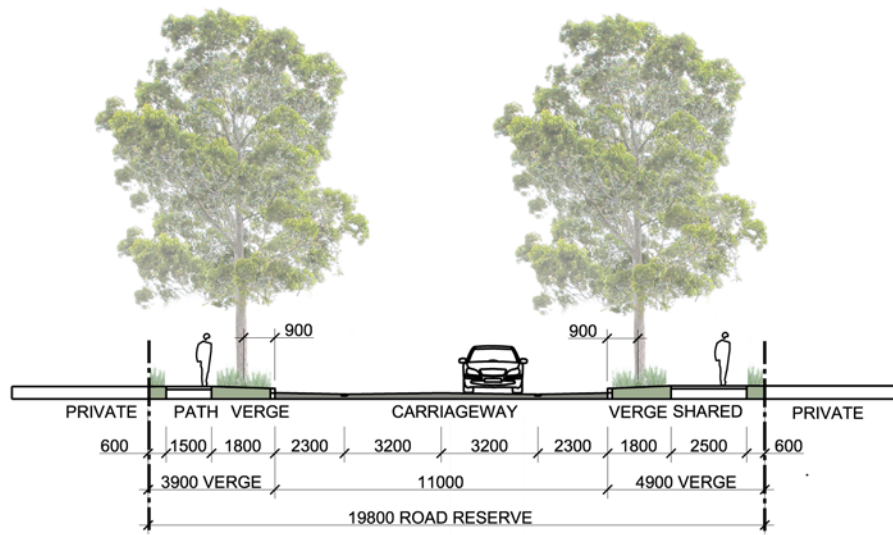 900 900
PRIVATE PATH VERGE CARRIAGEWAY VERGE SHARED PRIVATE
600 1500 1800 2300 3200 3200 2300 1800 2500 600
3900 VERGE 11000 4900 VERGE
19800 ROAD RESERVE